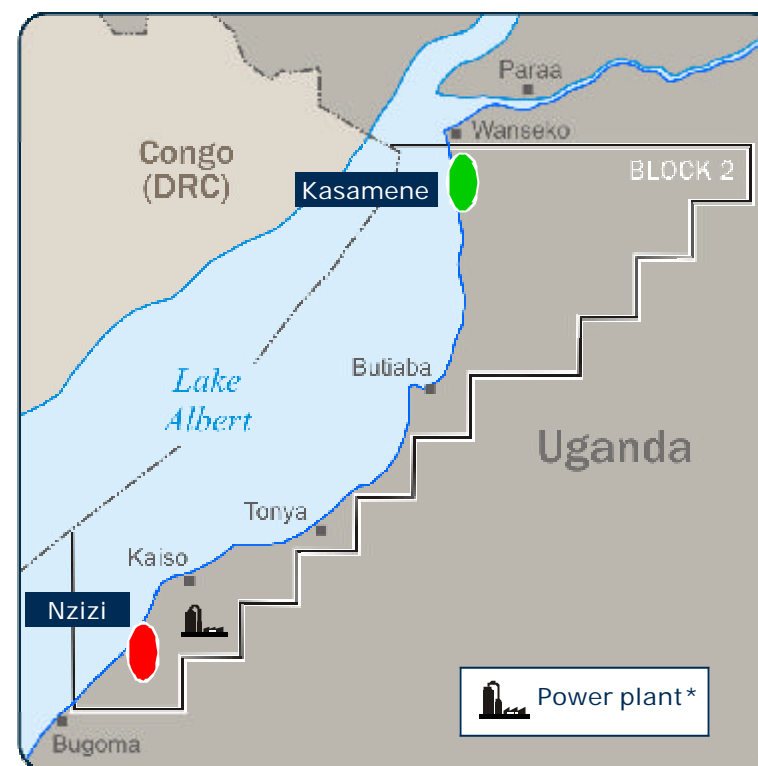 Paraa
Wanseko
Congo
(DRC)
BLOCK 2
Kasamene
Butiaba
Lake
Albert
Uganda
Tonya
Kaiso
Nzizi
Power plant*
Bugoma